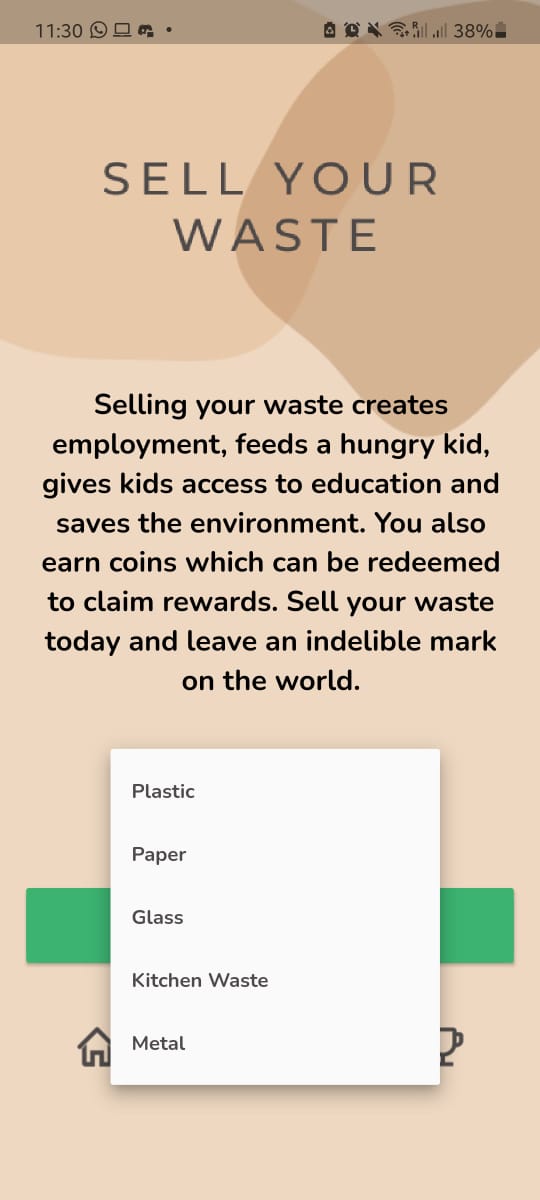 11:30
38%
SELL YOUR
WASTE
Selling your waste creates
employment, feeds a hungry kid,
gives kids access to education and
saves the environment. You also
earn coins which can be redeemed
to claim rewards. Sell your waste
today and leave an indelible mark
on the world.
Plastic
Paper
Glass
Kitchen Waste
Metal